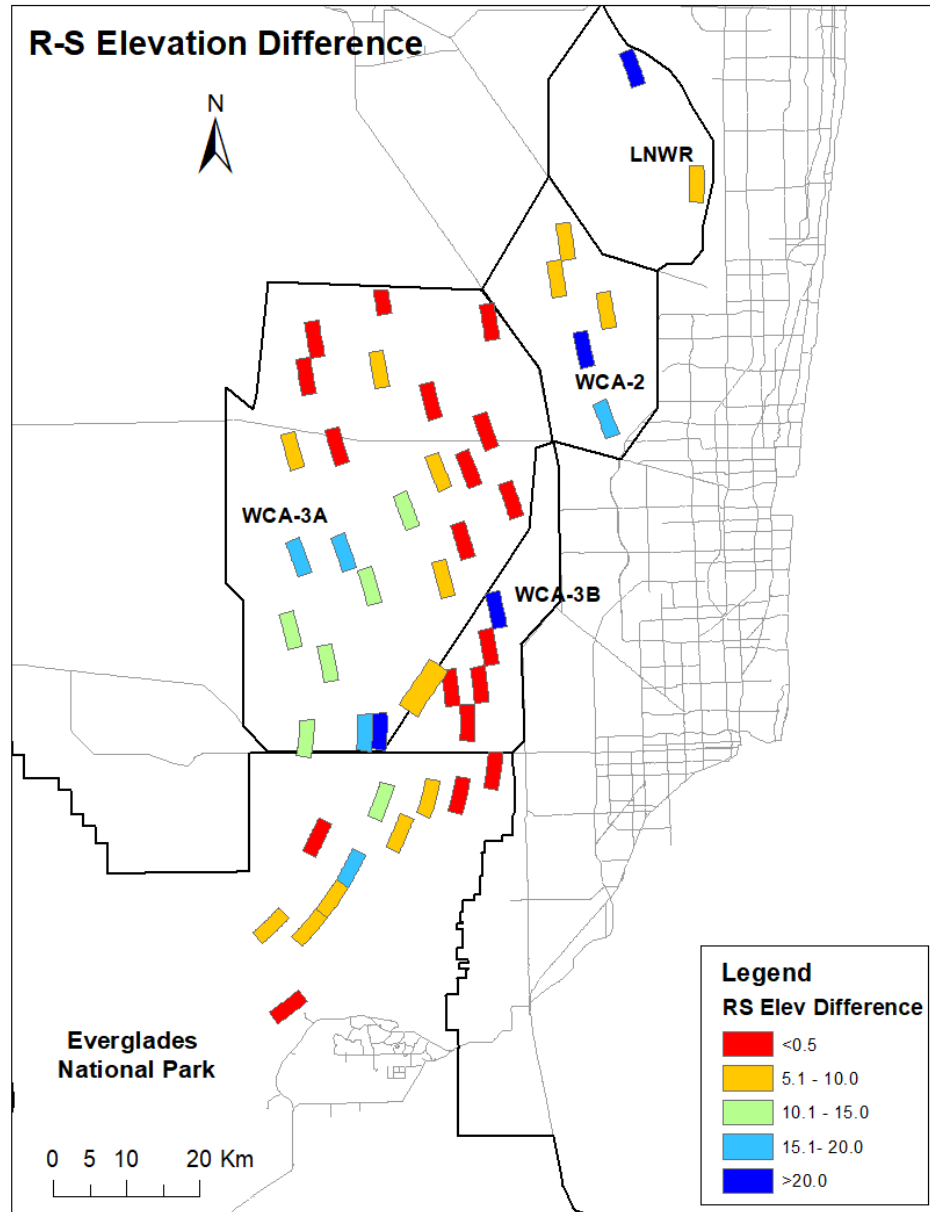 R-S Elevation Difference
N
LNWR
WCA-2
WCA-3A
WCA-3B
Everglades
National Park
0 5 10 20 Km
Legend
RS Elev Difference
<0.5
5.1 - 10.0
10.1 - 15.0
15.1- 20.0
>20.0